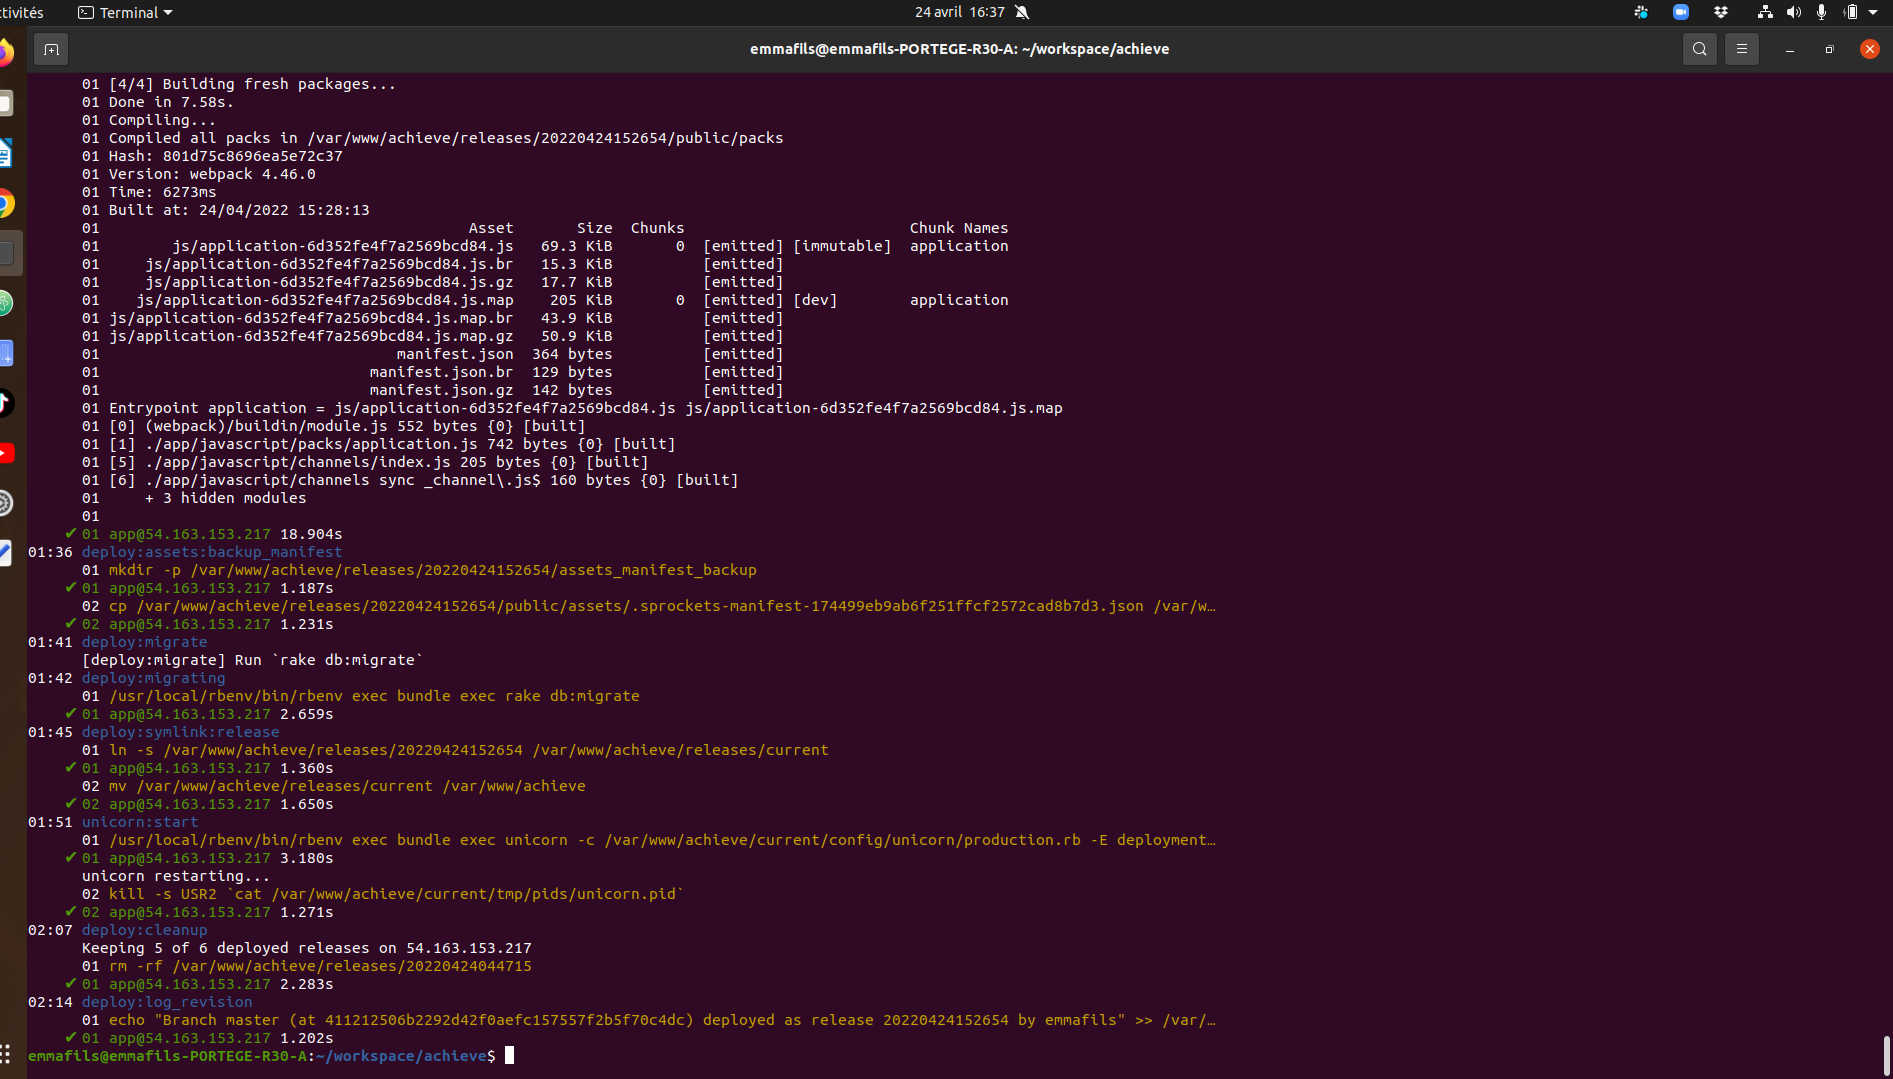 tivités
Terminal
24 avril 16:37
emmafils@emmafils-PORTEGE-R30-A: ~/workspace/achieve
01 [4/4] Building fresh packages...
01 Done in 7.58s.
01 Compiling...
01 Compiled all packs in /var/www/achieve/releases/20220424152654/public/packs
01 Hash: 801d75c8696ea5e72c37
01 Version: webpack 4.46.0
01 Time: 6273ms
01 Built at: 24/04/2022 15:28:13
01 Asset Size Chunks Chunk Names
01 js/application-6d352fe4f7a2569bcd84.js 69.3 KiB 0 [emitted] [immutable] application
01 js/application-6d352fe4f7a2569bcd84.js.br 15.3 KiB [emitted]
01 js/application-6d352fe4f7a2569bcd84.js.gz 17.7 KiB [emitted]
01 js/application-6d352fe4f7a2569bcd84.js.map 205 KiB 0 [emitted] [dev] application
01 js/application-6d352fe4f7a2569bcd84.js.map.br 43.9 KiB [emitted]
01 js/application-6d352fe4f7a2569bcd84.js.map.gz 50.9 KiB [emitted]
01 manifest.json 364 bytes [emitted]
01 manifest.json.br 129 bytes [emitted]
01 manifest.json.gz 142 bytes [emitted]
01 Entrypoint application = js/application-6d352fe4f7a2569bcd84.js js/application-6d352fe4f7a2569bcd84.js.map
01 [0] (webpack)/buildin/module.js 552 bytes {0} [built]
01 [1] ./app/javascript/packs/application.js 742 bytes {0} [built]
01 [5] ./app/javascript/channels/index.js 205 bytes {0} [built]
01 [6] ./app/javascript/channels sync _channel\.js$ 160 bytes {0} [built]
01 + 3 hidden modules
01
✔ 01 app@54.163.153.217 18.904s
01:36 deploy:assets:backup_manifest
01 mkdir -p /var/www/achieve/releases/20220424152654/assets_manifest_backup
✔ 01 app@54.163.153.217 1.187s
02 cp /var/www/achieve/releases/20220424152654/public/assets/.sprockets-manifest-174499eb9ab6f251ffcf2572cad8b7d3.json /var/w…
✔ 02 app@54.163.153.217 1.231s
01:41 deploy:migrate
[deploy:migrate] Run `rake db:migrate`
01:42 deploy:migrating
01 /usr/local/rbenv/bin/rbenv exec bundle exec rake db:migrate
✔ 01 app@54.163.153.217 2.659s
01:45 deploy:symlink:release
01 ln -s /var/www/achieve/releases/20220424152654 /var/www/achieve/releases/current
✔ 01 app@54.163.153.217 1.360s
02 mv /var/www/achieve/releases/current /var/www/achieve
✔ 02 app@54.163.153.217 1.650s
01:51 unicorn:start
01 /usr/local/rbenv/bin/rbenv exec bundle exec unicorn -c /var/www/achieve/current/config/unicorn/production.rb -E deployment…
✔ 01 app@54.163.153.217 3.180s
unicorn restarting...
02 kill -s USR2 `cat /var/www/achieve/current/tmp/pids/unicorn.pid`
✔ 02 app@54.163.153.217 1.271s
02:07 deploy:cleanup
Keeping 5 of 6 deployed releases on 54.163.153.217
01 rm -rf /var/www/achieve/releases/20220424044715
✔ 01 app@54.163.153.217 2.283s
02:14 deploy:log_revision
01 echo "Branch master (at 411212506b2292d42f0aefc157557f2b5f70c4dc) deployed as release 20220424152654 by emmafils" >> /var/…
✔ 01 app@54.163.153.217 1.202s
emmafils@emmafils-PORTEGE-R30-A:~/workspace/achieve$